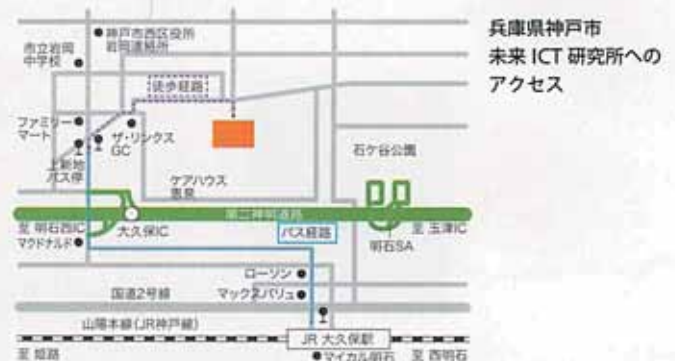 兵庫県神戸市
未来 ICT 研究所への
アクセス
神戸市西区役所
岩岡連絡所
市立岩岡
中学校
徒歩経路
ファミリー
マート
ザ・リンクス
GC
上新地
バス停
石ケ谷公園
ケアハウス
恵泉
第二神明道路
至 明石西IC
大久保IC
バス経路
明石SA
至 玉津IC
マクドナルド
ローソン
国道2号線
マックスバリュ
山陽本線(JR神戸線)
JR 大久保駅
至 姫路
マイカル明石
至 西明石